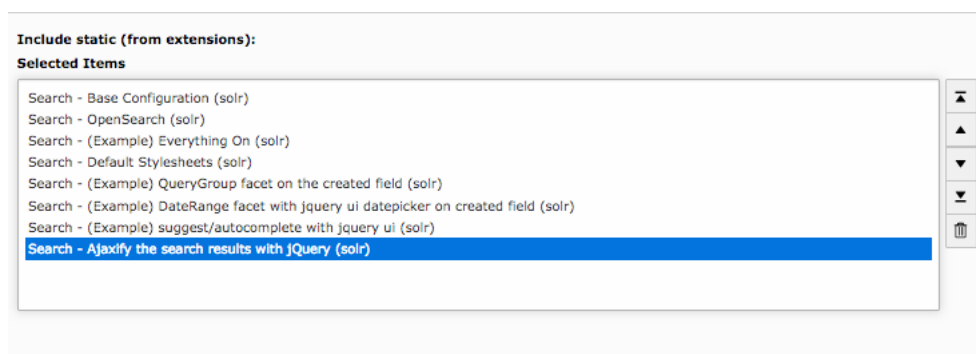 Include static (from extensions):
Selected Items
Search - Base Configuration (solr)
Search - OpenSearch (solr)
Search - (Example) Everything On (solr)
Search - Default Stylesheets (solr)
Search - (Example) QueryGroup facet on the created field (solr)
Search - (Example) DateRange facet with jquery ui datepicker on created field (solr)
Search - (Example) suggest/autocomplete with jquery ui (solr)
Search - Ajaxify the search results with jQuery (solr)